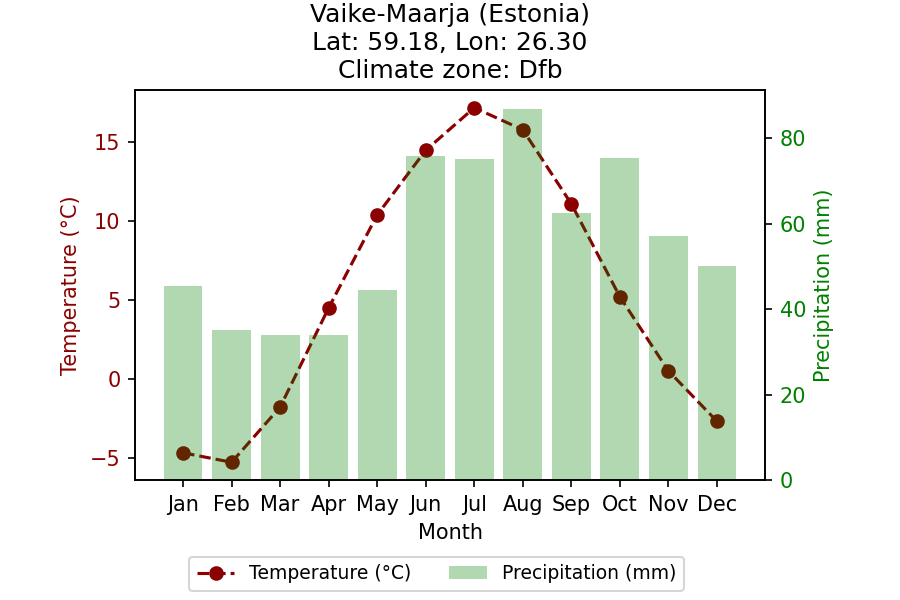 Vaike-Maarja (Estonia)
Lat: 59.18, Lon: 26.30
Climate zone: Dfb
Temperature (°C)
15
10
5
0
−5
80
60
40
20
0
Precipitation (mm)
Jan Feb Mar Apr May Jun Jul Aug Sep Oct Nov Dec
Month
Temperature (°C) Precipitation (mm)